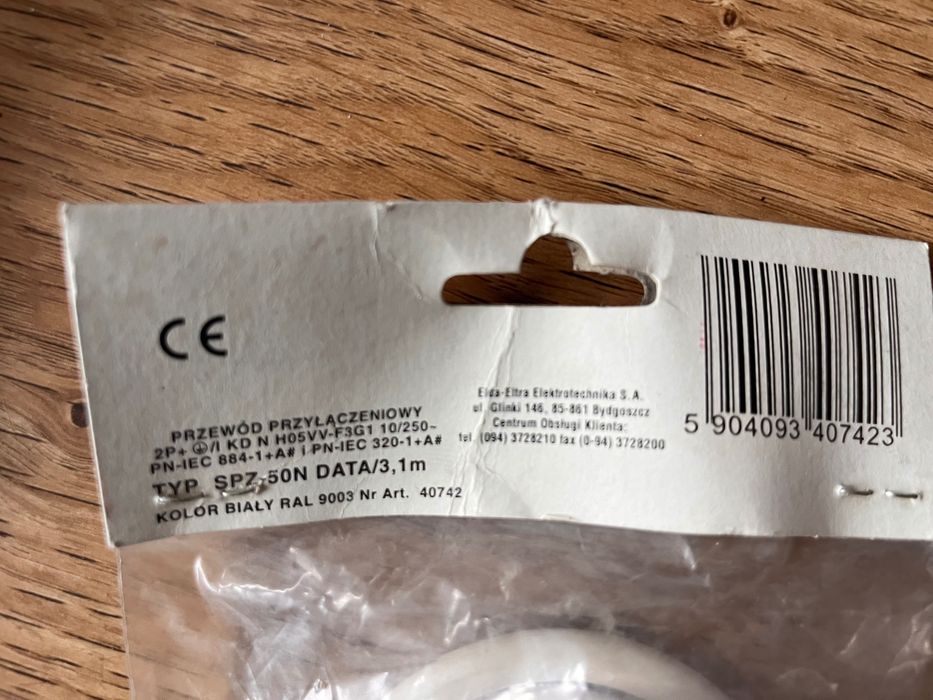 CE
PRZEWÓD PRZYŁĄCZENIOWY
2P+ ⏚/I KD N H05VV-F3G1 10/250~
PN-IEC 884-1+A# i PN-IEC 320-1+A#
TYP SPZ-50N DATA/3,1m
KOLOR BIAŁY RAL 9003 Nr Art. 40742
Elda-Eltra Elektrotechnika S.A.
ul. Glinki 146, 85-861 Bydgoszcz
Centrum Obsługi Klienta:
tel. (094) 3728210 fax (0-94) 3728200
5 904093 407423